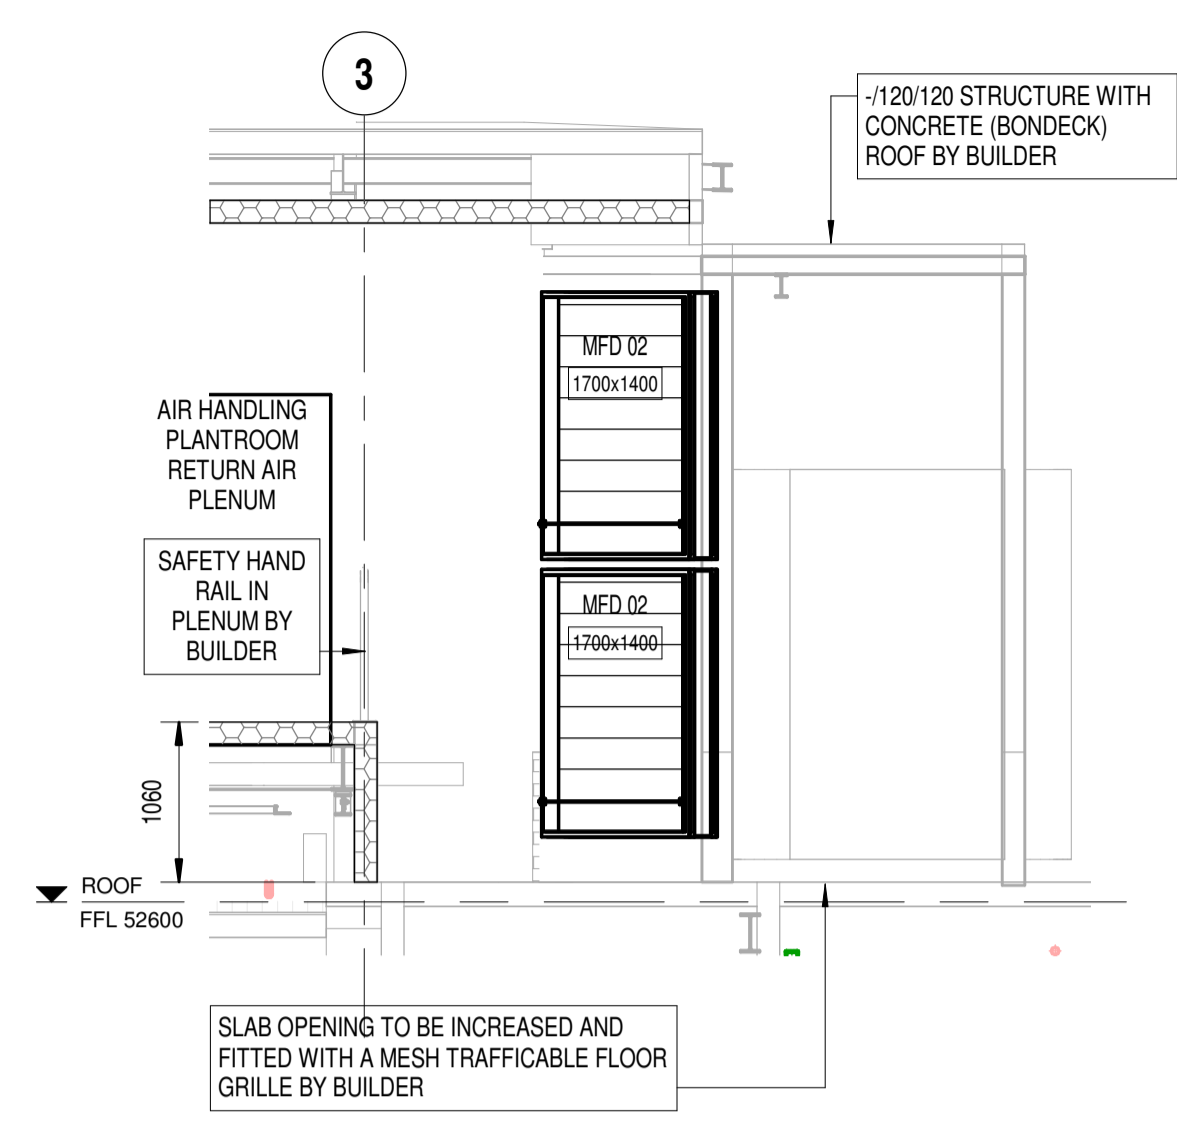 3
-/120/120 STRUCTURE WITH
CONCRETE (BONDECK)
ROOF BY BUILDER
MFD 02
1700x1400
AIR HANDLING
PLANTROOM
RETURN AIR
PLENUM
SAFETY HAND
RAIL IN
PLENUM BY
BUILDER
MFD 02
1700x1400
1060
ROOF
FFL 52600
SLAB OPENING TO BE INCREASED AND
FITTED WITH A MESH TRAFFICABLE FLOOR
GRILLE BY BUILDER